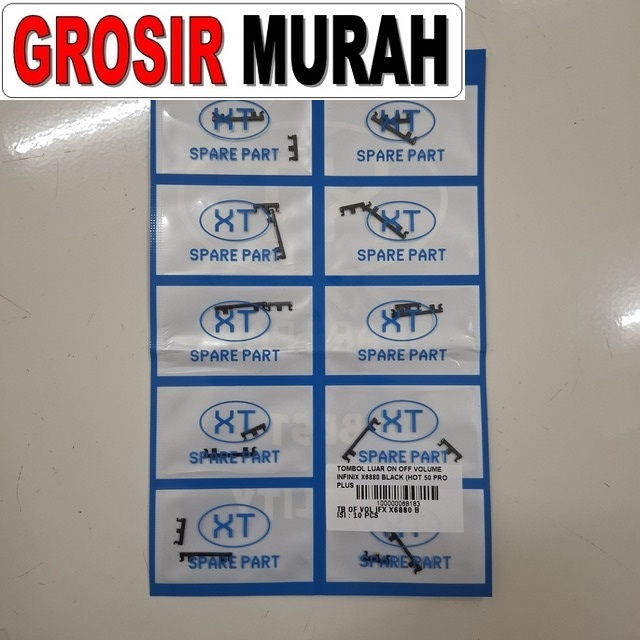 GROSIR MURAH
XT
SPARE PART
XT
SPARE PART
XT
SPARE PART
XT
SPARE PART
XT
SPARE PART
XT
SPARE PART
XT
SPARE PART
XT
SPARE PART
TOMBOL LUAR ON OFF VOLUME
INFINIX X6880 BLACK (HOT 50 PRO
PLUS
100000068183
TB OF VOL IFX X6880 B
ISI : 10 PCS
XT
SPARE PART
SPARE PART